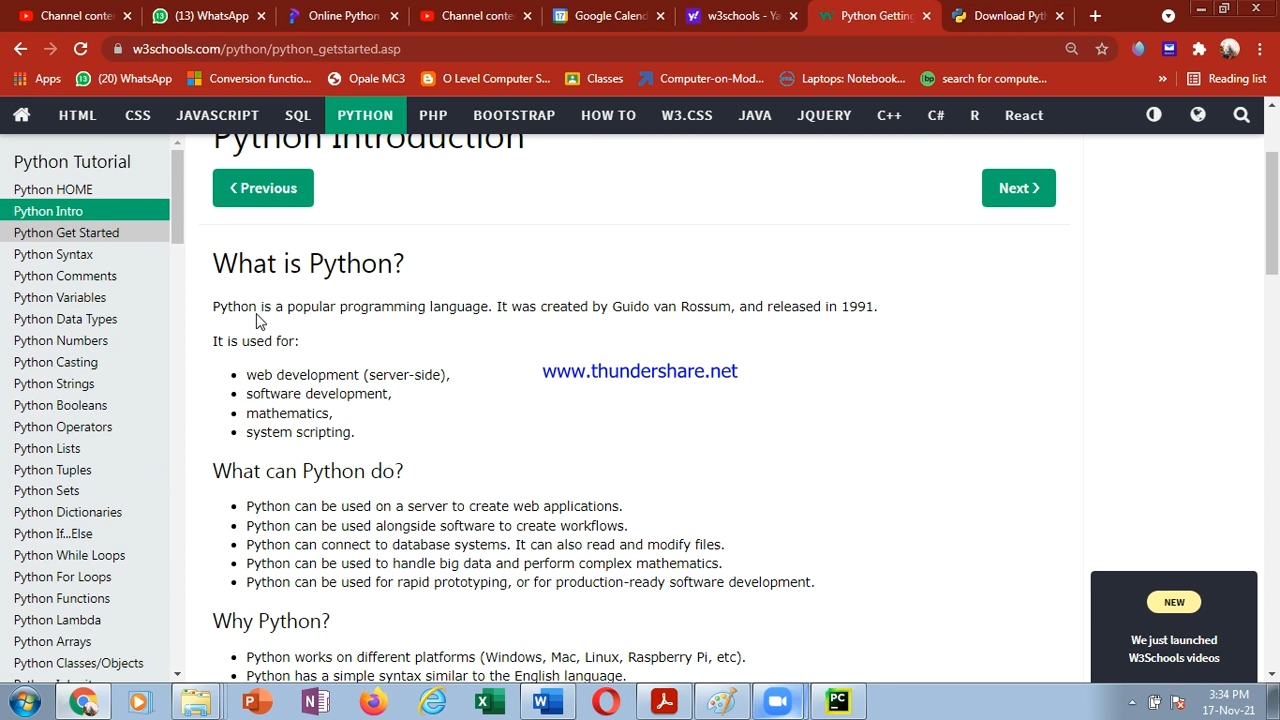 Channel conte
(13) WhatsApp
Online Python
Channel conte
Google Calend
w3schools - Ya
Python Getting
Download Pyth
w3schools.com/python/python_getstarted.asp
Apps
(20) WhatsApp
Conversion functio...
Opale MC3
O Level Computer S...
Classes
Computer-on-Mod...
Laptops: Notebook...
search for compute...
»
Reading list
HTML
CSS
JAVASCRIPT
SQL
PYTHON
PHP
BOOTSTRAP
HOW TO
W3.CSS
JAVA
JQUERY
C++
C#
R
React
Python Tutorial
Python HOME
Python Intro
Python Get Started
Python Syntax
Python Comments
Python Variables
Python Data Types
Python Numbers
Python Casting
Python Strings
Python Booleans
Python Operators
Python Lists
Python Tuples
Python Sets
Python Dictionaries
Python If...Else
Python While Loops
Python For Loops
Python Functions
Python Lambda
Python Arrays
Python Classes/Objects
Python Introduction
❮ Previous
Next ❯
What is Python?
Python is a popular programming language. It was created by Guido van Rossum, and released in 1991.
It is used for:
• web development (server-side),
• software development,
• mathematics,
• system scripting.
www.thundershare.net
What can Python do?
• Python can be used on a server to create web applications.
• Python can be used alongside software to create workflows.
• Python can connect to database systems. It can also read and modify files.
• Python can be used to handle big data and perform complex mathematics.
• Python can be used for rapid prototyping, or for production-ready software development.
Why Python?
• Python works on different platforms (Windows, Mac, Linux, Raspberry Pi, etc).
• Python has a simple syntax similar to the English language.
NEW
We just launched
W3Schools videos
3:34 PM
17-Nov-21